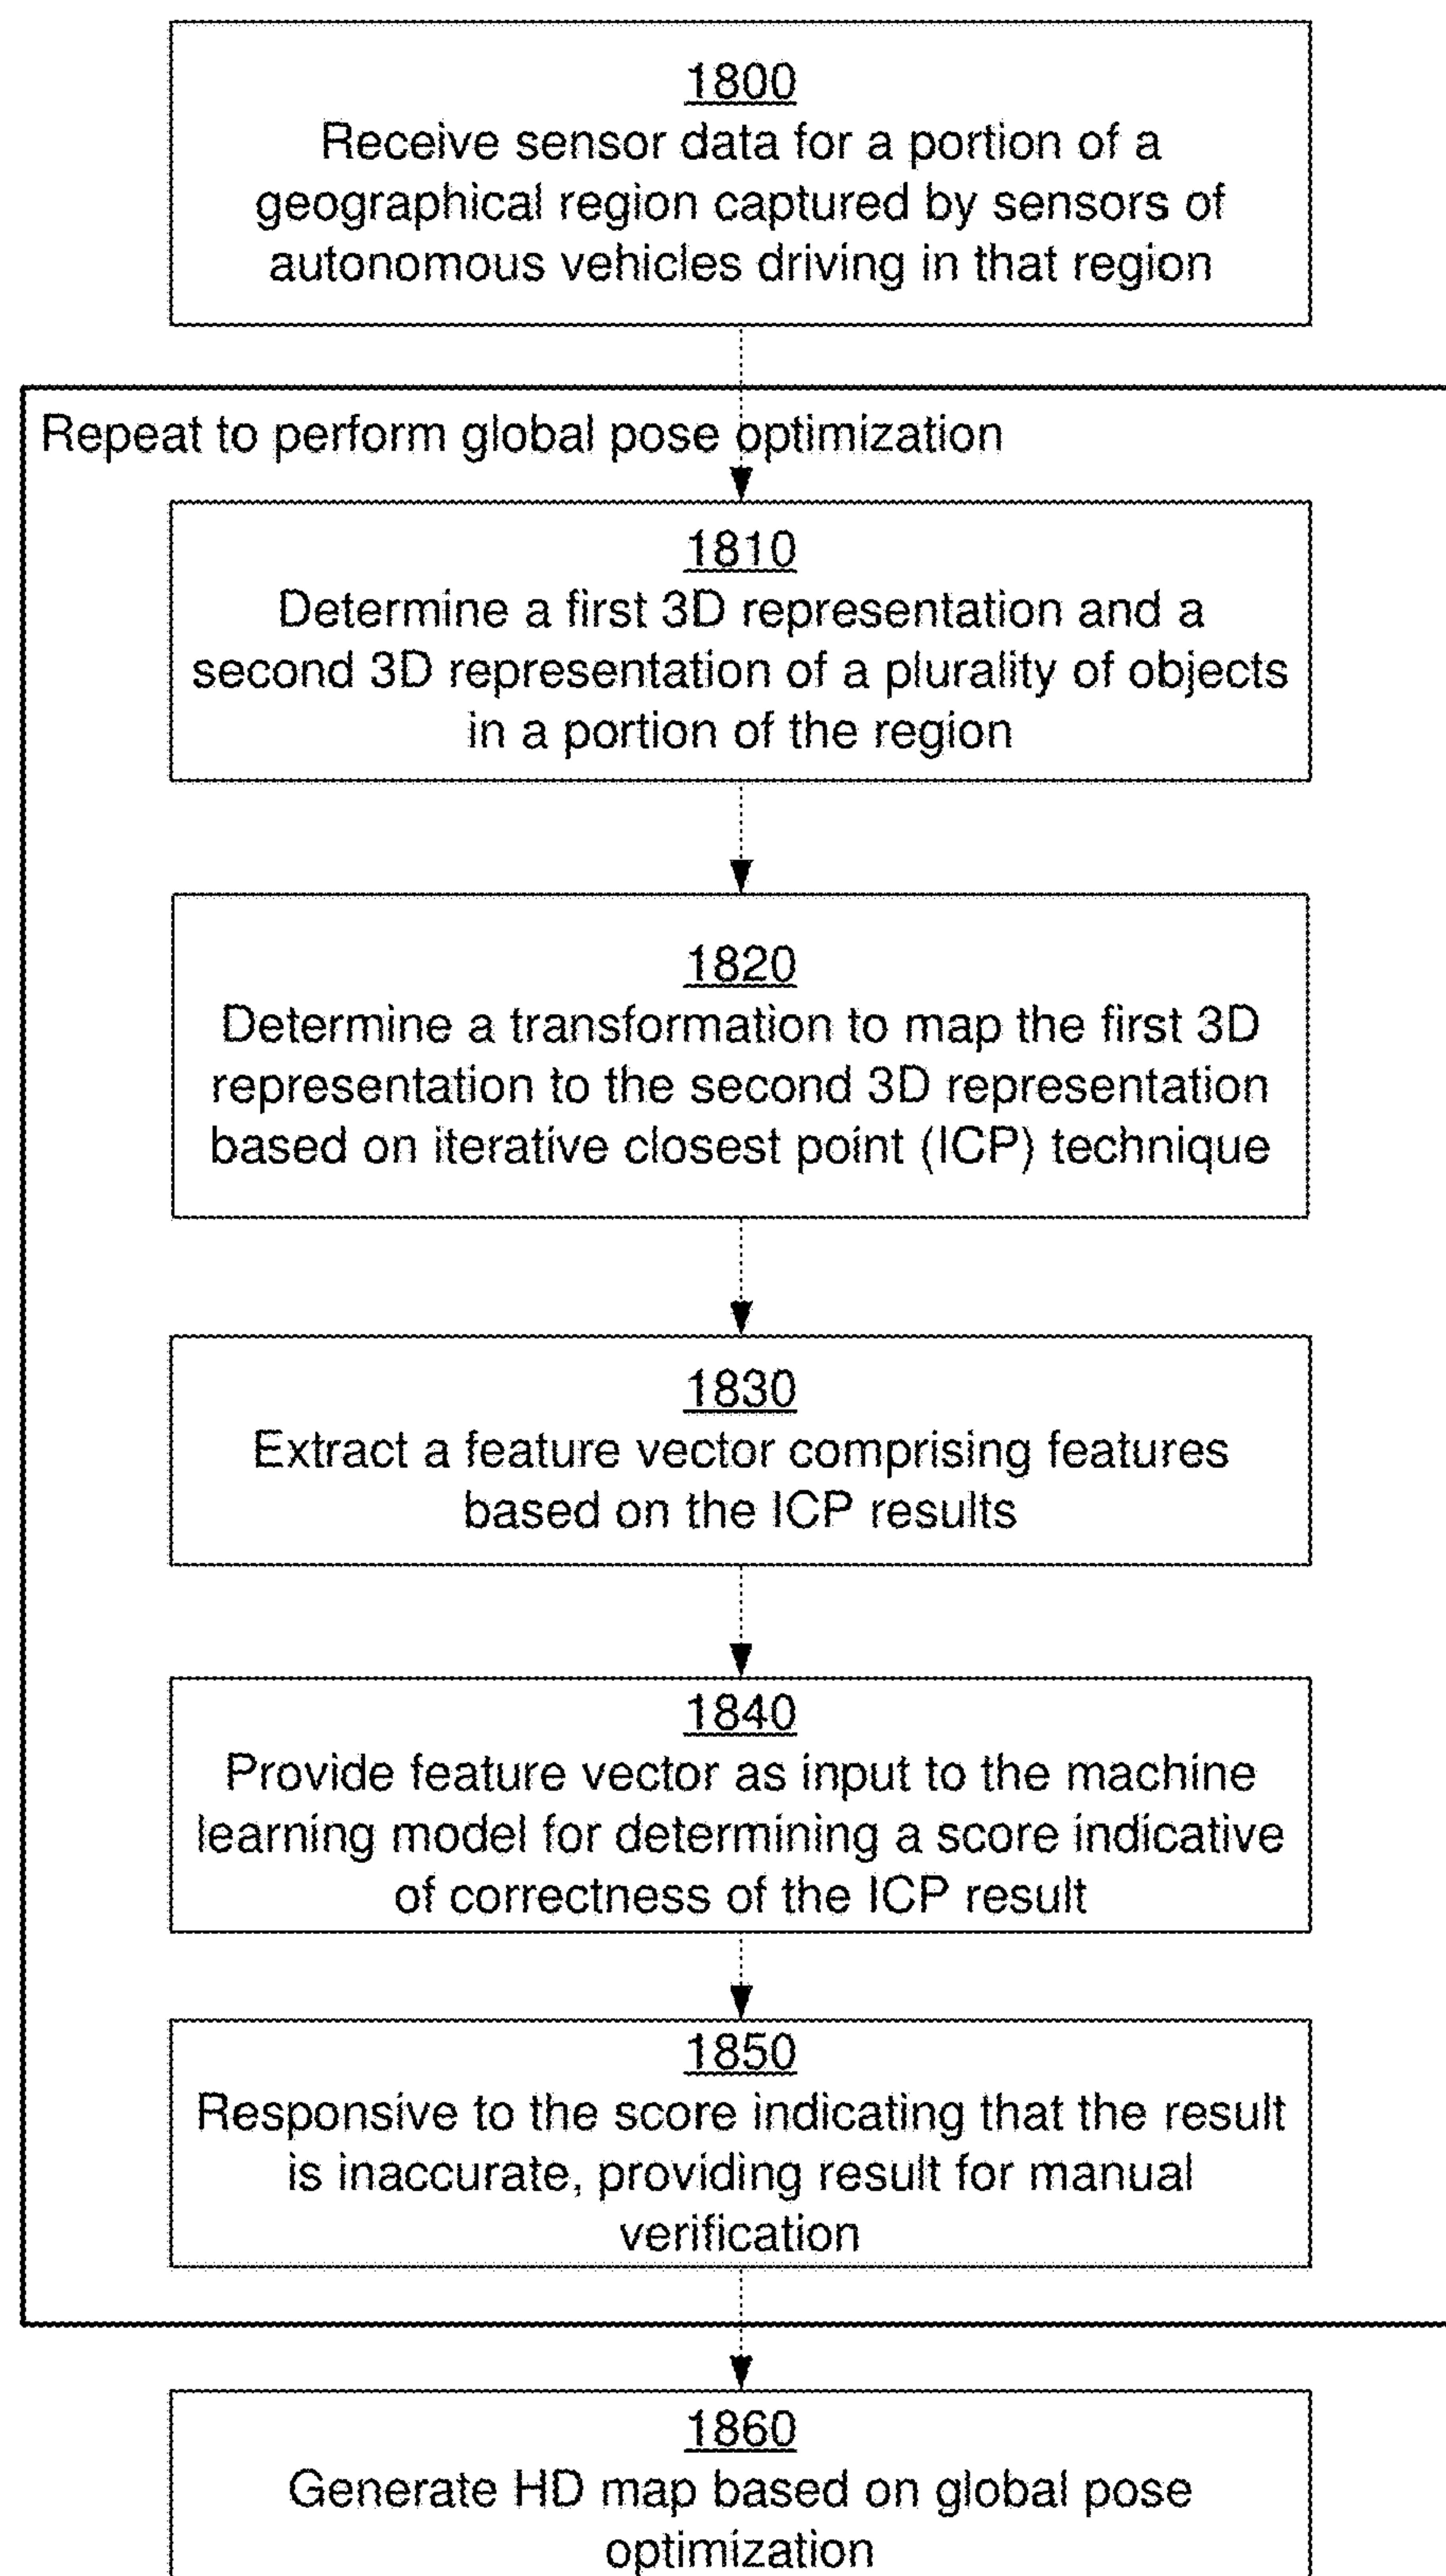 1800
Receive sensor data for a portion of a
geographical region captured by sensors of
autonomous vehicles driving in that region
Repeat to perform global pose optimization
1810
Determine a first 3D representation and a
second 3D representation of a plurality of objects
in a portion of the region
1820
Determine a transformation to map the first 3D
representation to the second 3D representation
based on iterative closest point (ICP) technique
1830
Extract a feature vector comprising features
based on the ICP results
1840
Provide feature vector as input to the machine
learning model for determining a score indicative
of correctness of the ICP result
1850
Responsive to the score indicating that the result
is inaccurate, providing result for manual
verification
1860
Generate HD map based on global pose
optimization